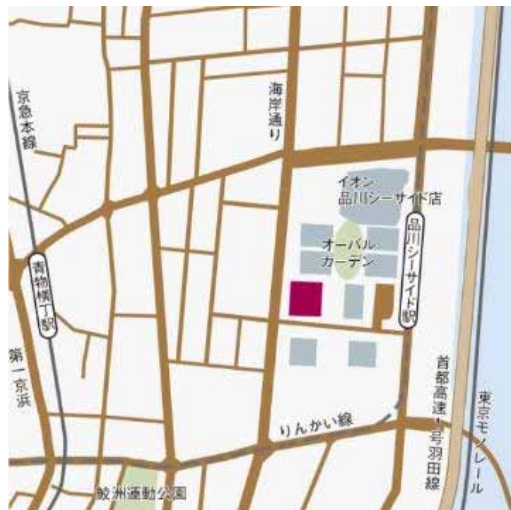 京急本線
海岸通り
イオン
品川シーサイド店
オーバル
ガーデン
品川シーサイド駅
青物横丁駅
第一京浜
首都高速1号羽田線
東京モノレール
りんかい線
鮫洲運動公園